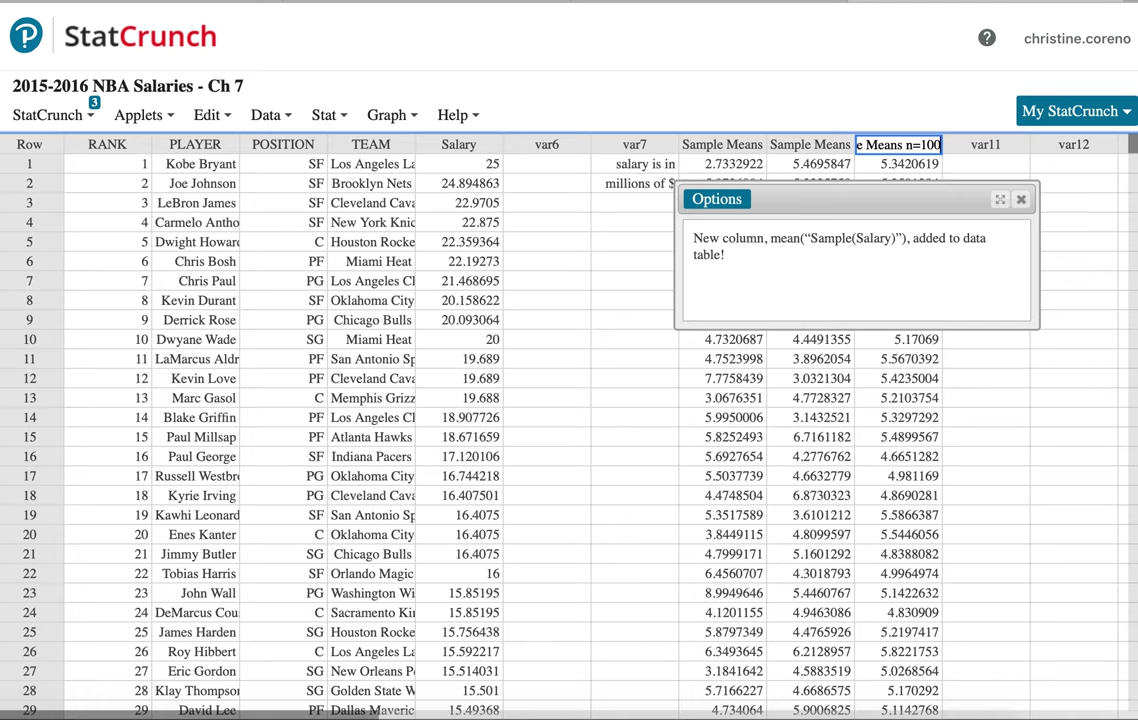 StatCrunch
christine.coreno
2015-2016 NBA Salaries - Ch 7
StatCrunch 3 Applets Edit Data Stat Graph Help
My StatCrunch
Row RANK PLAYER POSITION TEAM Salary var6 var7 Sample Means Sample Means e Means n=100 var11 var12
1 1 Kobe Bryant SF Los Angeles La 25 salary is in 2.7332922 5.4695847 5.3420619
2 2 Joe Johnson SF Brooklyn Nets 24.894863 millions of $
3 3 LeBron James SF Cleveland Cava 22.9705
4 4 Carmelo Antho SF New York Knic 22.875
5 5 Dwight Howard C Houston Rocke 22.359364
6 6 Chris Bosh PF Miami Heat 22.19273
7 7 Chris Paul PG Los Angeles Cl 21.468695
8 8 Kevin Durant SF Oklahoma City 20.158622
9 9 Derrick Rose PG Chicago Bulls 20.093064
Options
New column, mean(“Sample(Salary)”), added to data
table!
10 10 Dwyane Wade SG Miami Heat 20 4.7320687 4.4491355 5.17069
11 11 LaMarcus Aldr PF San Antonio Sp 19.689 4.7523998 3.8962054 5.5670392
12 12 Kevin Love PF Cleveland Cava 19.689 7.7758439 3.0321304 5.4235004
13 13 Marc Gasol C Memphis Grizz 19.688 3.0676351 4.7728327 5.2103754
14 14 Blake Griffin PF Los Angeles Cl 18.907726 5.9950006 3.1432521 5.3297292
15 15 Paul Millsap PF Atlanta Hawks 18.671659 5.8252493 6.7161182 5.4899567
16 16 Paul George SF Indiana Pacers 17.120106 5.6927654 4.2776762 4.6651282
17 17 Russell Westbro PG Oklahoma City 16.744218 5.5037739 4.6632779 4.981169
18 18 Kyrie Irving PG Cleveland Cava 16.407501 4.4748504 6.8730323 4.8690281
19 19 Kawhi Leonard SF San Antonio Sp 16.4075 5.3517589 3.6101212 5.5866387
20 20 Enes Kanter C Oklahoma City 16.4075 3.8449115 4.8099597 5.5446056
21 21 Jimmy Butler SG Chicago Bulls 16.4075 4.7999171 5.1601292 4.8388082
22 22 Tobias Harris SF Orlando Magic 16 6.4560707 4.3018793 4.9964974
23 23 John Wall PG Washington Wi 15.85195 8.9949646 5.4460767 5.1422632
24 24 DeMarcus Cou C Sacramento Kin 15.85195 4.1201155 4.9463086 4.830909
25 25 James Harden SG Houston Rocke 15.756438 5.8797349 4.4765926 5.2197417
26 26 Roy Hibbert C Los Angeles La 15.592217 6.3493645 6.2128957 5.8221753
27 27 Eric Gordon SG New Orleans P 15.514031 3.1841642 4.5883519 5.0268564
28 28 Klay Thompson SG Golden State W 15.501 5.7166227 4.6686575 5.170292
29 29 David Lee PF Dallas Maveric 15.49368 4.734064 5.9006825 5.1142768